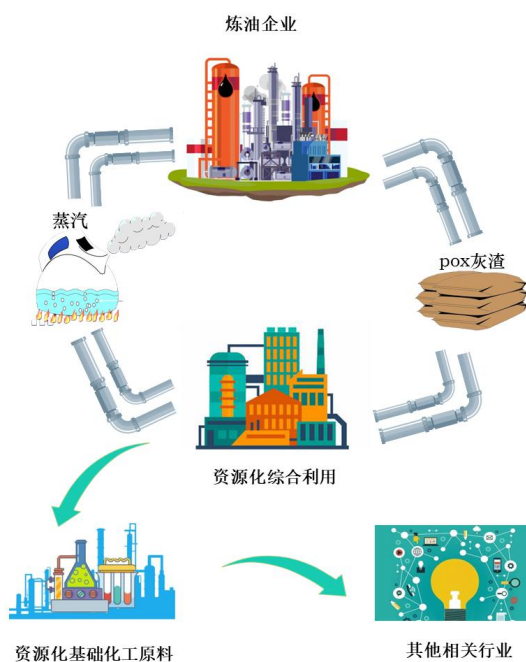 炼油企业
蒸汽
pox灰渣
资源化综合利用
资源化基础化工原料
其他相关行业